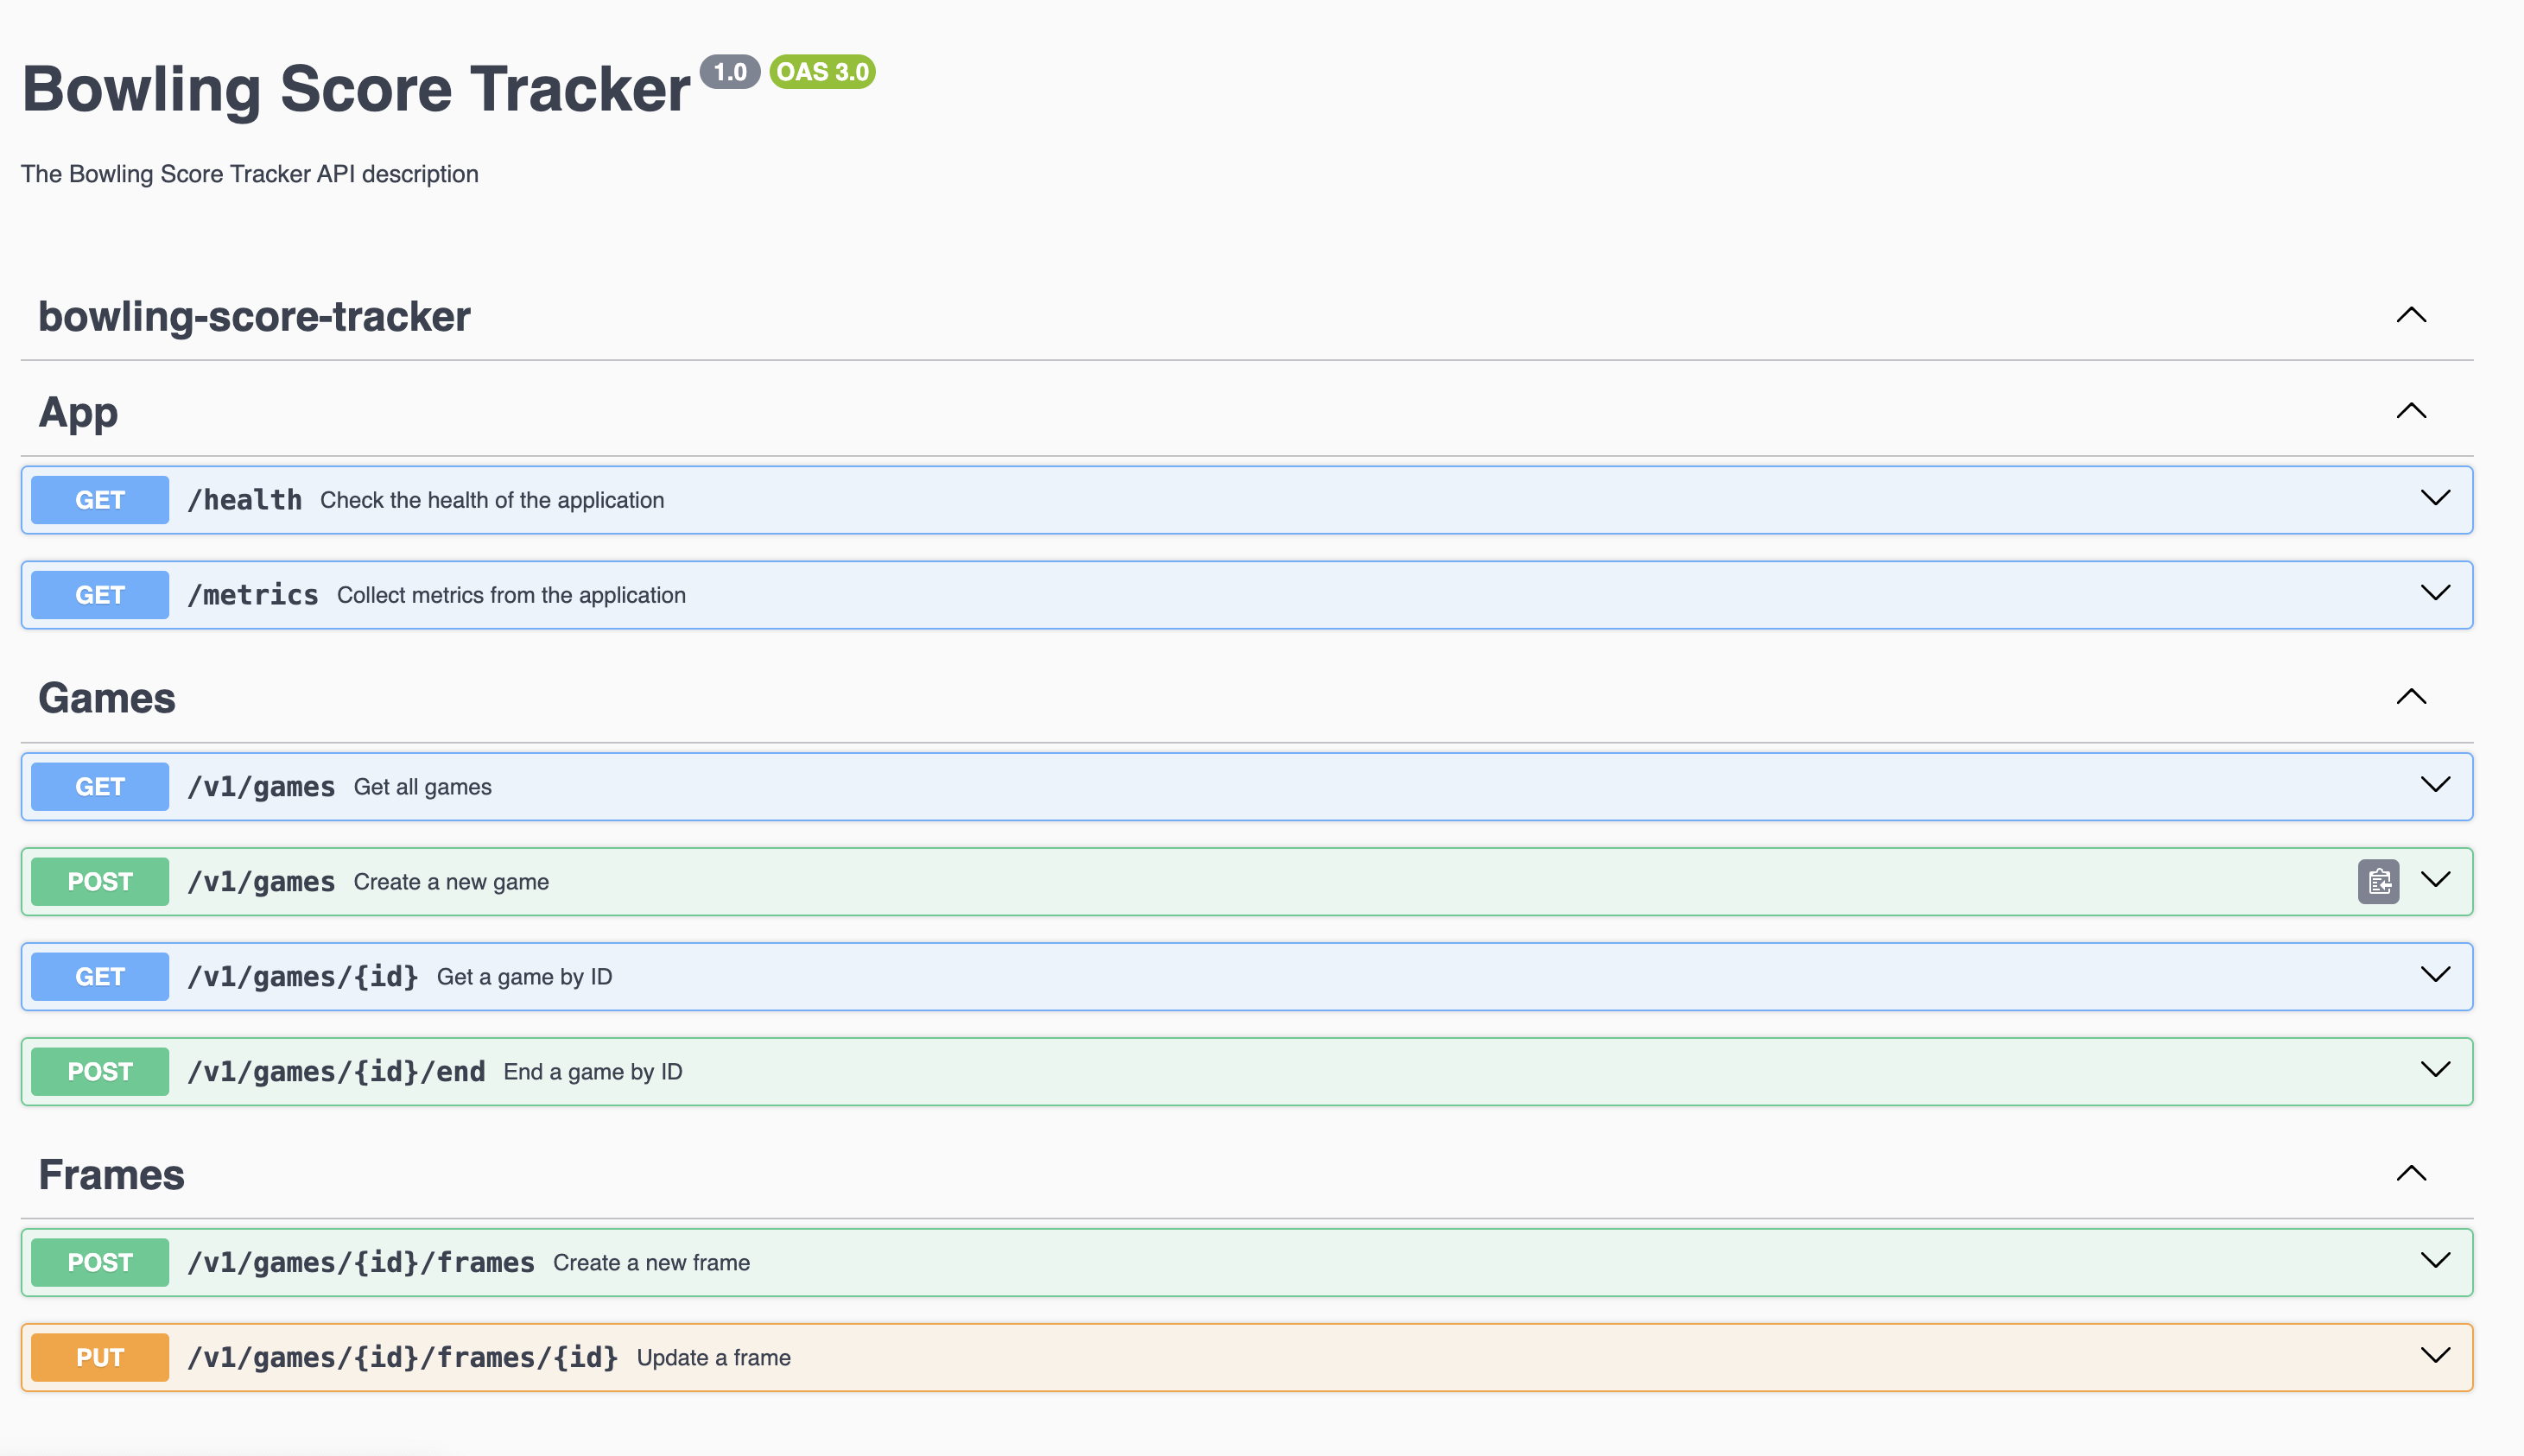 Bowling Score Tracker 1.0 OAS 3.0
The Bowling Score Tracker API description
bowling-score-tracker
App
GET /health Check the health of the application
GET /metrics Collect metrics from the application
Games
GET /v1/games Get all games
POST /v1/games Create a new game
GET /v1/games/{id} Get a game by ID
POST /v1/games/{id}/end End a game by ID
Frames
POST /v1/games/{id}/frames Create a new frame
PUT /v1/games/{id}/frames/{id} Update a frame